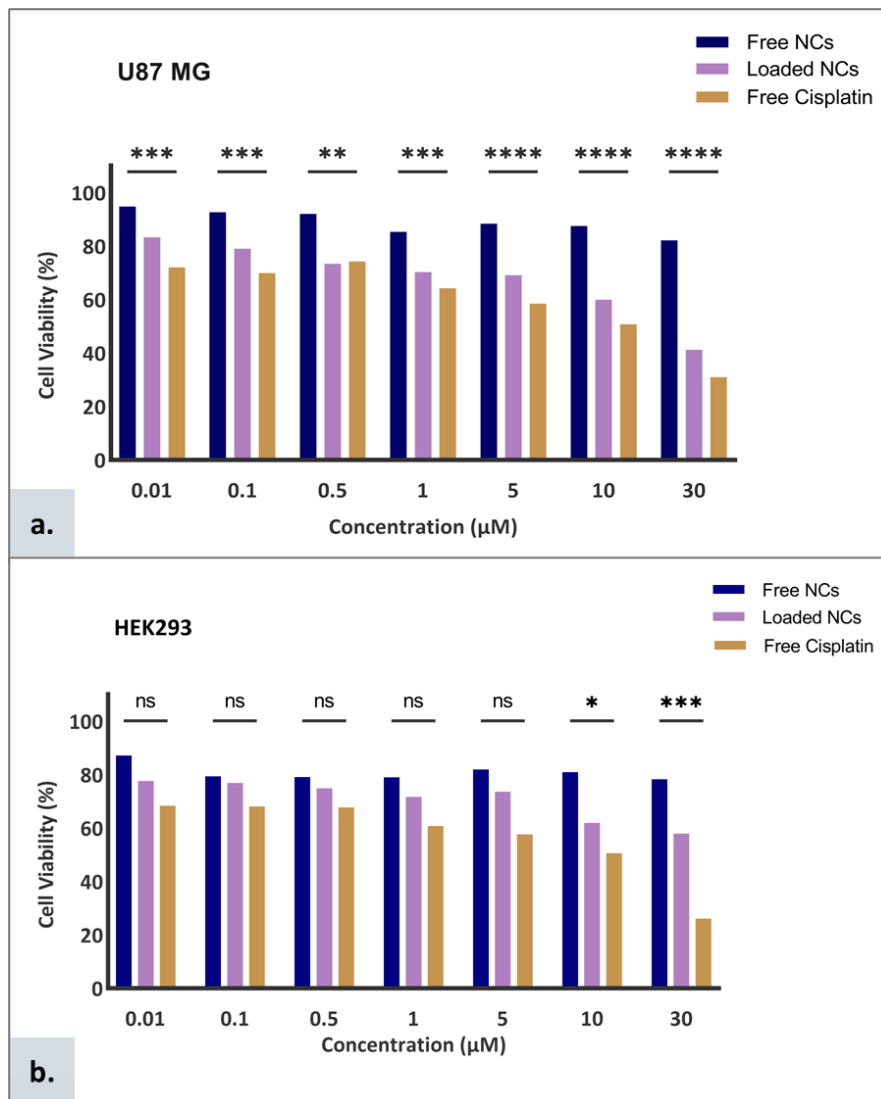 U87 MG
Free NCs
Loaded NCs
Free Cisplatin
*** *** ** *** **** **** ****
Cell Viability (%)
100
80
60
40
20
0
0.01 0.1 0.5 1 5 10 30
Concentration (μM)
a.
HEK293
Free NCs
Loaded NCs
Free Cisplatin
ns ns ns ns ns * ***
Cell Viability (%)
100
80
60
40
20
0
0.01 0.1 0.5 1 5 10 30
Concentration (μM)
b.